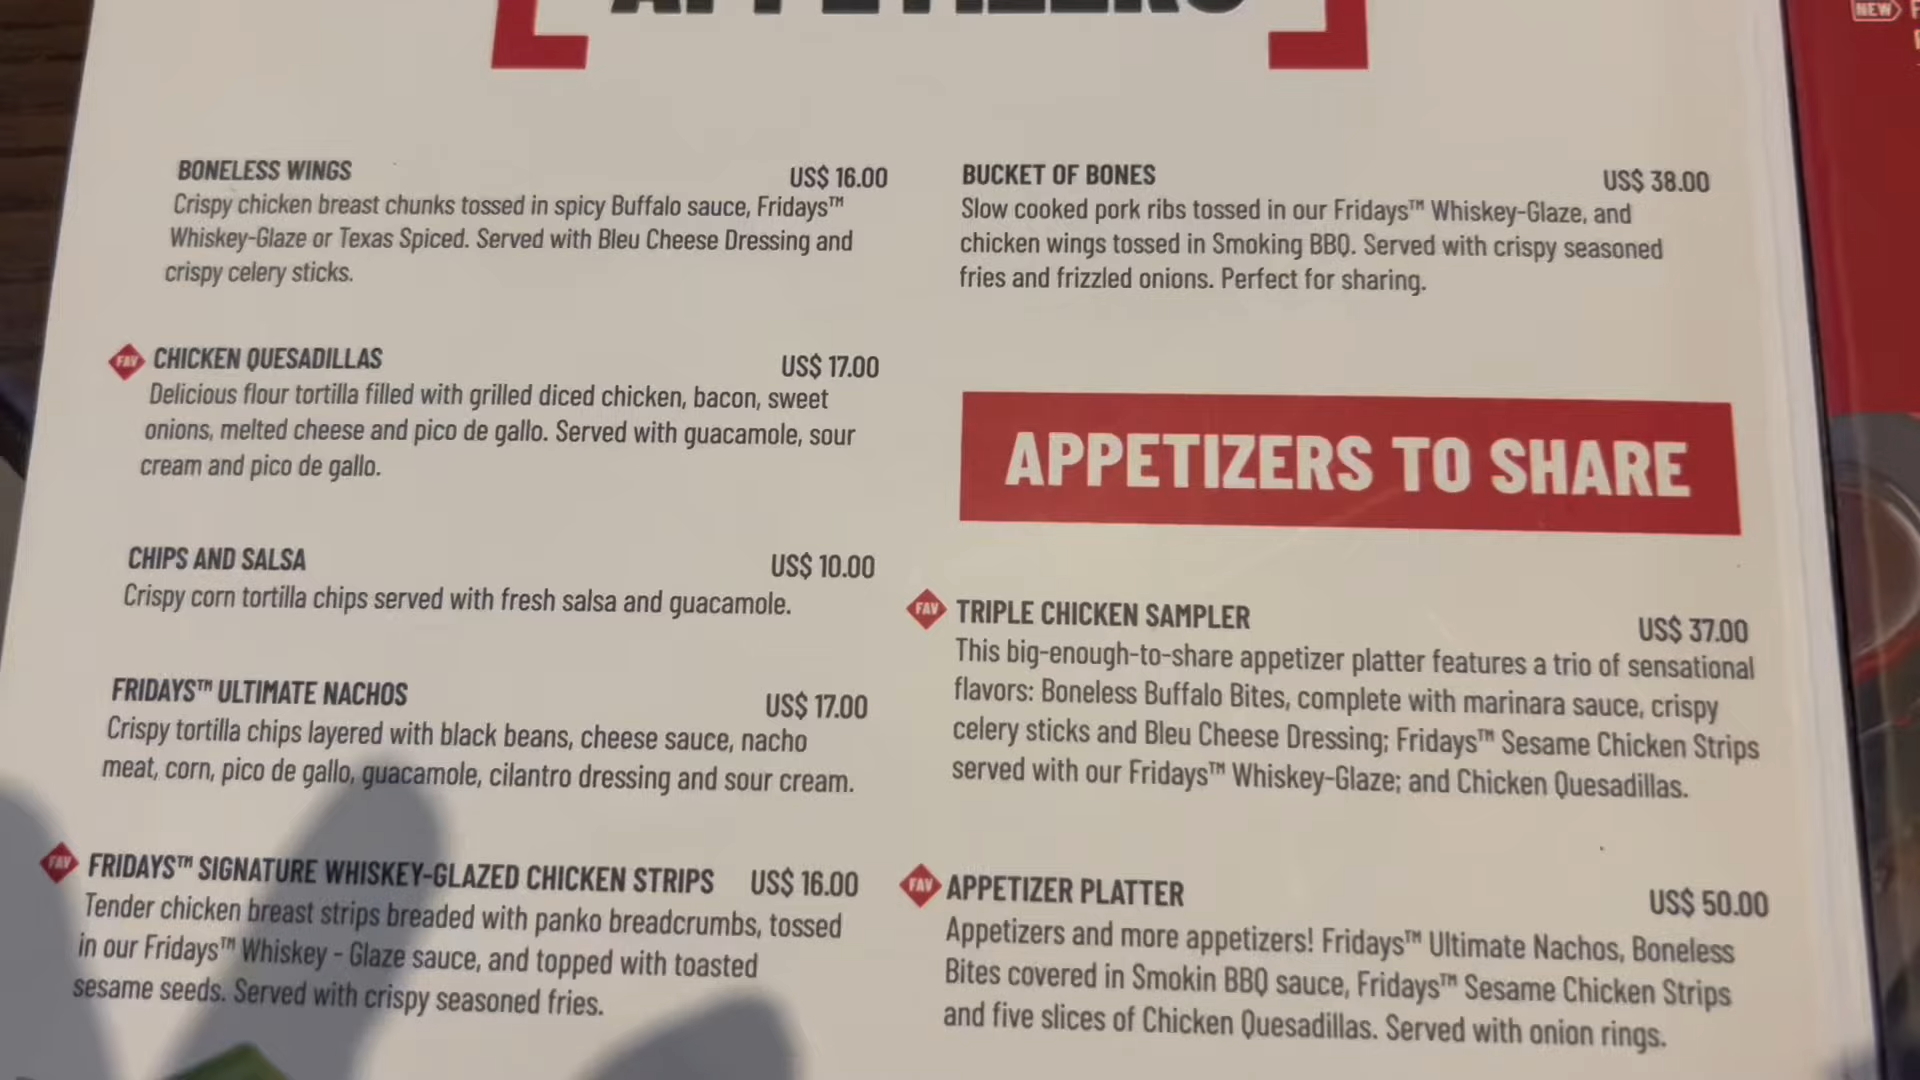 APPETIZERS
BONELESS WINGS
US$ 16.00
Crispy chicken breast chunks tossed in spicy Buffalo sauce, Fridays™
Whiskey-Glaze or Texas Spiced. Served with Bleu Cheese Dressing and
crispy celery sticks.
FAV CHICKEN QUESADILLAS
US$ 17.00
Delicious flour tortilla filled with grilled diced chicken, bacon, sweet
onions, melted cheese and pico de gallo. Served with guacamole, sour
cream and pico de gallo.
CHIPS AND SALSA
US$ 10.00
Crispy corn tortilla chips served with fresh salsa and guacamole.
FRIDAYS™ ULTIMATE NACHOS
US$ 17.00
Crispy tortilla chips layered with black beans, cheese sauce, nacho
meat, corn, pico de gallo, guacamole, cilantro dressing and sour cream.
FAV FRIDAYS™ SIGNATURE WHISKEY-GLAZED CHICKEN STRIPS US$ 16.00
Tender chicken breast strips breaded with panko breadcrumbs, tossed
in our Fridays™ Whiskey - Glaze sauce, and topped with toasted
sesame seeds. Served with crispy seasoned fries.
BUCKET OF BONES
US$ 38.00
Slow cooked pork ribs tossed in our Fridays™ Whiskey-Glaze, and
chicken wings tossed in Smoking BBQ. Served with crispy seasoned
fries and frizzled onions. Perfect for sharing.
APPETIZERS TO SHARE
FAV TRIPLE CHICKEN SAMPLER
US$ 37.00
This big-enough-to-share appetizer platter features a trio of sensational
flavors: Boneless Buffalo Bites, complete with marinara sauce, crispy
celery sticks and Bleu Cheese Dressing; Fridays™ Sesame Chicken Strips
served with our Fridays™ Whiskey-Glaze; and Chicken Quesadillas.
FAV APPETIZER PLATTER
US$ 50.00
Appetizers and more appetizers! Fridays™ Ultimate Nachos, Boneless
Bites covered in Smokin BBQ sauce, Fridays™ Sesame Chicken Strips
and five slices of Chicken Quesadillas. Served with onion rings.
NEW